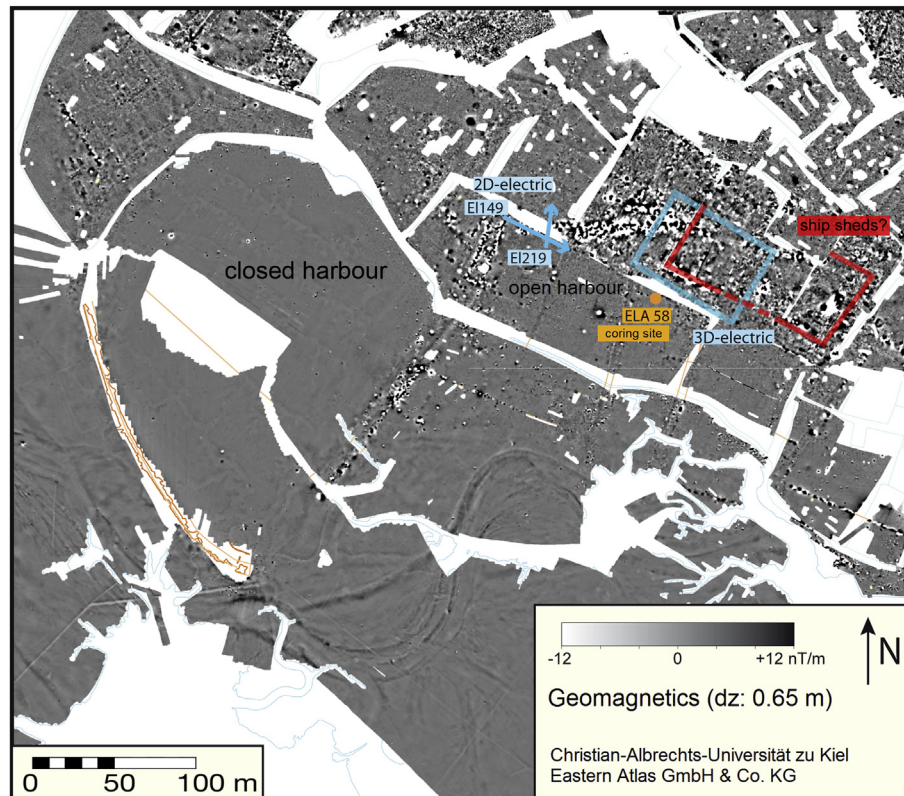 2D-electric
El149
El219
ship sheds?
closed harbour
open harbour
ELA 58
coring site
3D-electric
-12 0 +12 nT/m
N
Geomagnetics (dz: 0.65 m)
Christian-Albrechts-Universität zu Kiel
Eastern Atlas GmbH & Co. KG
0 50 100 m